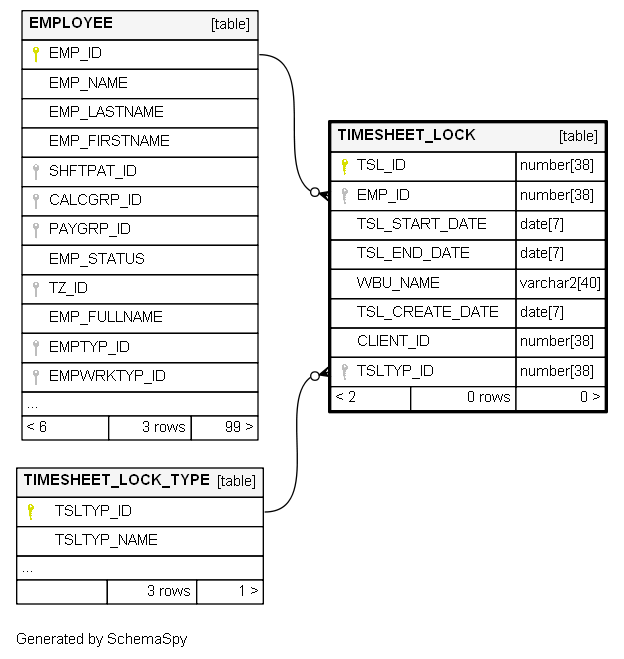 EMPLOYEE [table]
EMP_ID
EMP_NAME
EMP_LASTNAME
EMP_FIRSTNAME
SHFTPAT_ID
CALCGRP_ID
PAYGRP_ID
EMP_STATUS
TZ_ID
EMP_FULLNAME
EMPTYP_ID
EMPWRKTYP_ID
...
< 6 3 rows 99 >
TIMESHEET_LOCK [table]
TSL_ID number[38]
EMP_ID number[38]
TSL_START_DATE date[7]
TSL_END_DATE date[7]
WBU_NAME varchar2[40]
TSL_CREATE_DATE date[7]
CLIENT_ID number[38]
TSLTYP_ID number[38]
< 2 0 rows 0 >
TIMESHEET_LOCK_TYPE [table]
TSLTYP_ID
TSLTYP_NAME
...
3 rows 1 >
Generated by SchemaSpy